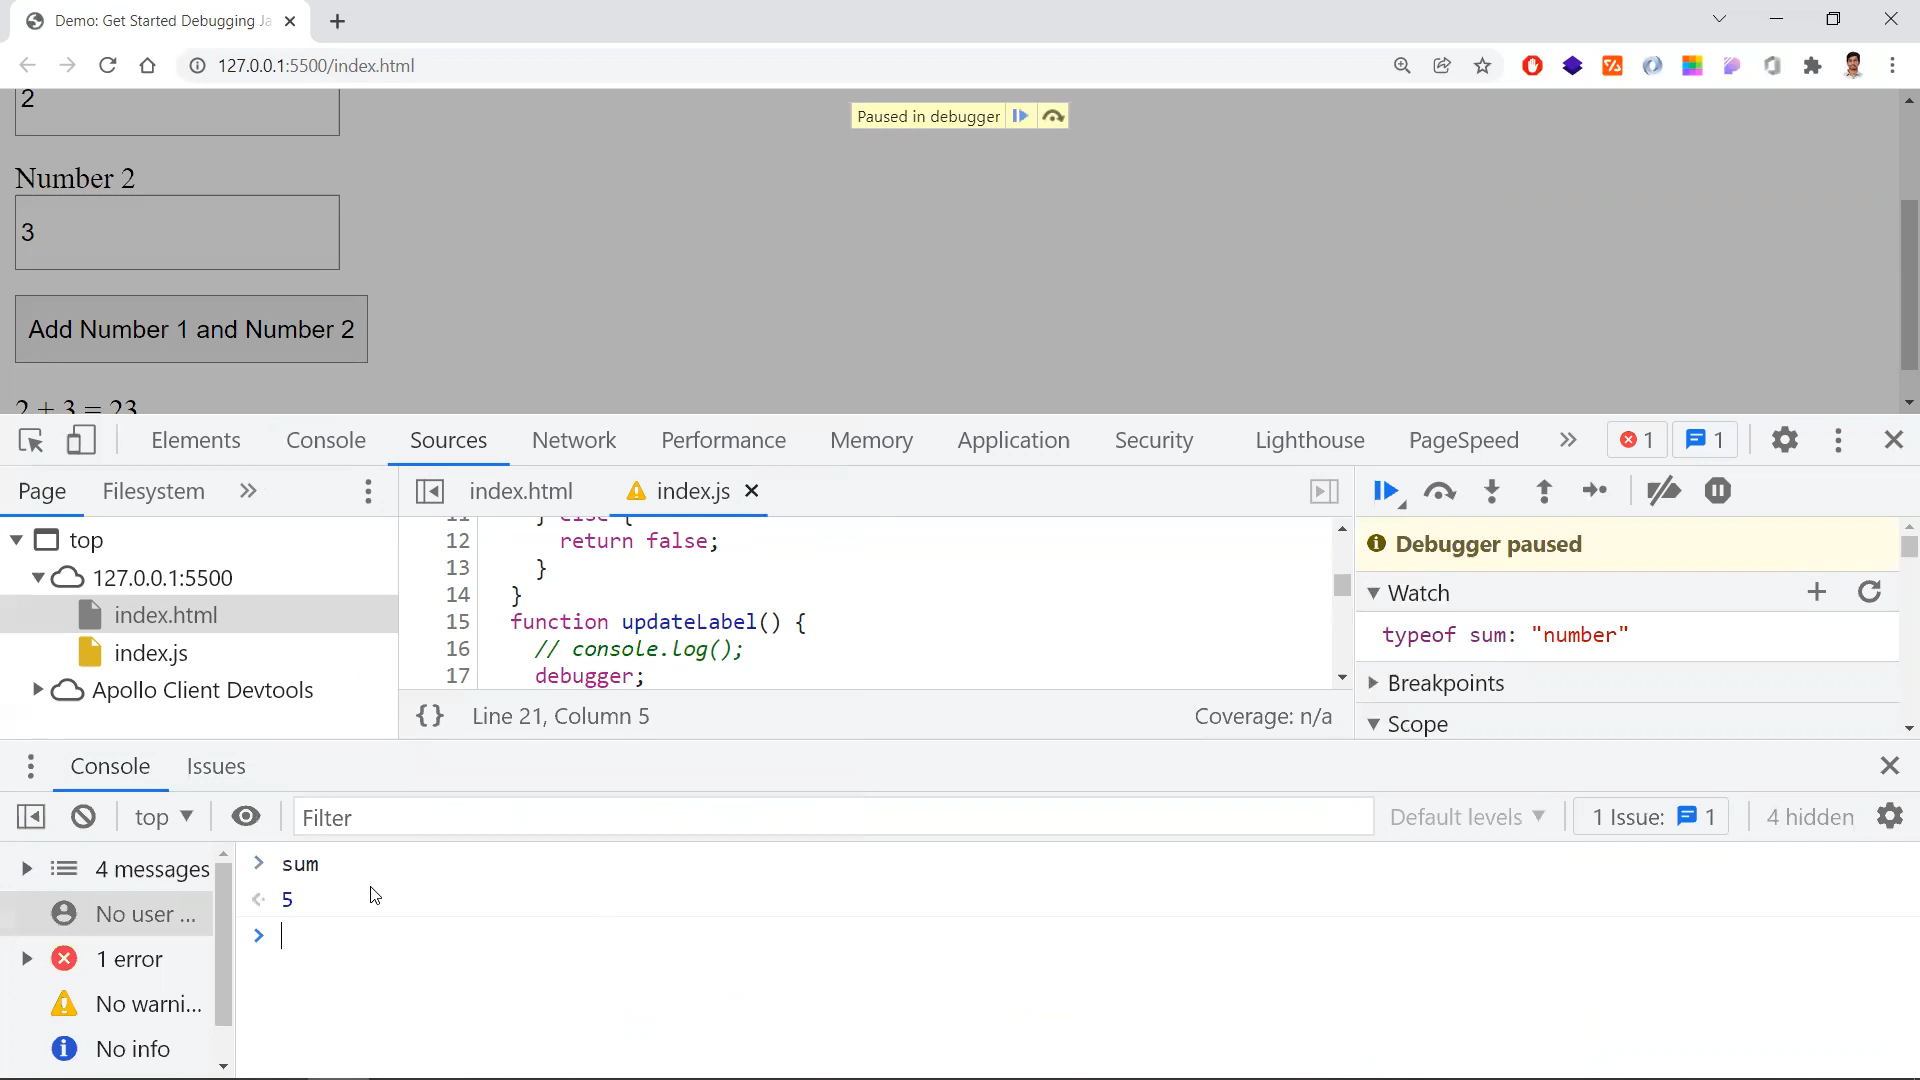 Demo: Get Started Debugging Ja
127.0.0.1:5500/index.html
2
Paused in debugger
Number 2
3
Add Number 1 and Number 2
2 + 3 = 23
Elements Console Sources Network Performance Memory Application Security Lighthouse PageSpeed » 1 1
Page Filesystem »
index.html index.js
top
127.0.0.1:5500
index.html
index.js
Apollo Client Devtools
11 } else {
12 return false;
13 }
14 }
15 function updateLabel() {
16 // console.log();
17 debugger;
{} Line 21, Column 5 Coverage: n/a
Debugger paused
Watch
typeof sum: "number"
Breakpoints
Scope
Console Issues
top Filter Default levels 1 Issue: 1 4 hidden
4 messages
No user ...
1 error
No warni...
No info
> sum
5
>